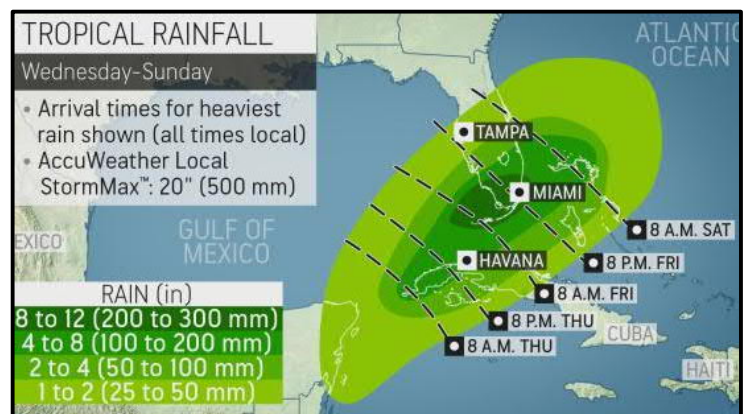 TROPICAL RAINFALL
Wednesday-Sunday
• Arrival times for heaviest
rain shown (all times local)
• AccuWeather Local
StormMax™: 20" (500 mm)
ATLANTIC
OCEAN
TAMPA
MIAMI
GULF OF
MEXICO
EXICO
HAVANA
8 A.M. SAT
8 P.M. FRI
8 A.M. FRI
8 P.M. THU
8 A.M. THU
CUBA
HAITI
RAIN (in)
8 to 12 (200 to 300 mm)
4 to 8 (100 to 200 mm)
2 to 4 (50 to 100 mm)
1 to 2 (25 to 50 mm)